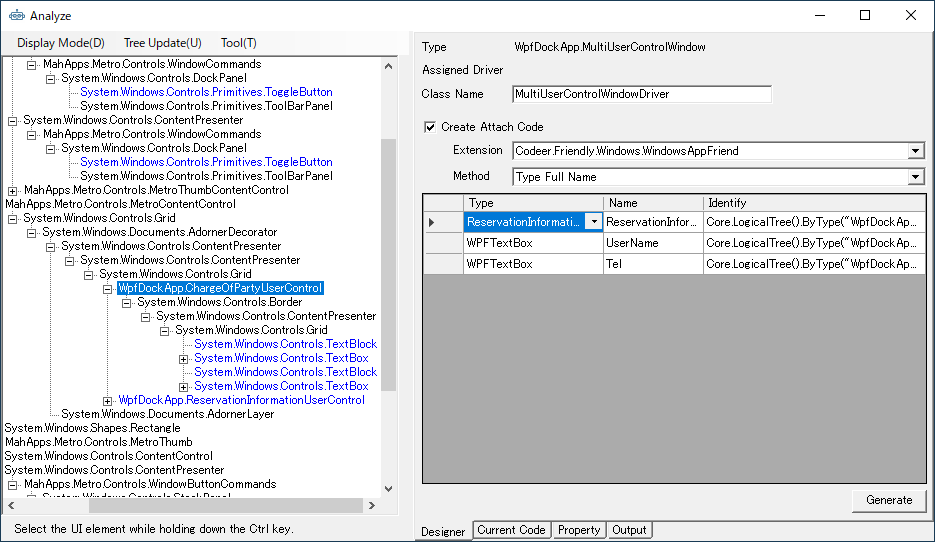 Analyze
Display Mode(D) Tree Update(U) Tool(T)
MahApps.Metro.Controls.WindowCommands
System.Windows.Controls.DockPanel
System.Windows.Controls.Primitives.ToggleButton
System.Windows.Controls.Primitives.ToolBarPanel
System.Windows.Controls.ContentPresenter
MahApps.Metro.Controls.WindowCommands
System.Windows.Controls.DockPanel
System.Windows.Controls.Primitives.ToggleButton
System.Windows.Controls.Primitives.ToolBarPanel
MahApps.Metro.Controls.MetroThumbContentControl
MahApps.Metro.Controls.MetroContentControl
System.Windows.Controls.Grid
System.Windows.Documents.AdornerDecorator
System.Windows.Controls.ContentPresenter
System.Windows.Controls.ContentPresenter
System.Windows.Controls.Grid
WpfDockApp.ChargeOfPartyUserControl
System.Windows.Controls.Border
System.Windows.Controls.ContentPresenter
System.Windows.Controls.Grid
System.Windows.Controls.TextBlock
System.Windows.Controls.TextBox
System.Windows.Controls.TextBlock
System.Windows.Controls.TextBox
WpfDockApp.ReservationInformationUserControl
System.Windows.Documents.AdornerLayer
System.Windows.Shapes.Rectangle
MahApps.Metro.Controls.MetroThumb
System.Windows.Controls.ContentControl
System.Windows.Controls.ContentPresenter
MahApps.Metro.Controls.WindowButtonCommands
System.Windows.Controls.StackPanel
Select the UI element while holding down the Ctrl key.
Type WpfDockApp.MultiUserControlWindow
Assigned Driver
Class Name MultiUserControlWindowDriver
Create Attach Code
Extension Codeer.Friendly.Windows.WindowsAppFriend
Method Type Full Name
Type Name Identify
ReservationInformati... ReservationInfor... Core.LogicalTree().ByType("WpfDockAp...
WPFTextBox UserName Core.LogicalTree().ByType("WpfDockAp...
WPFTextBox Tel Core.LogicalTree().ByType("WpfDockAp...
Generate
Designer Current Code Property Output